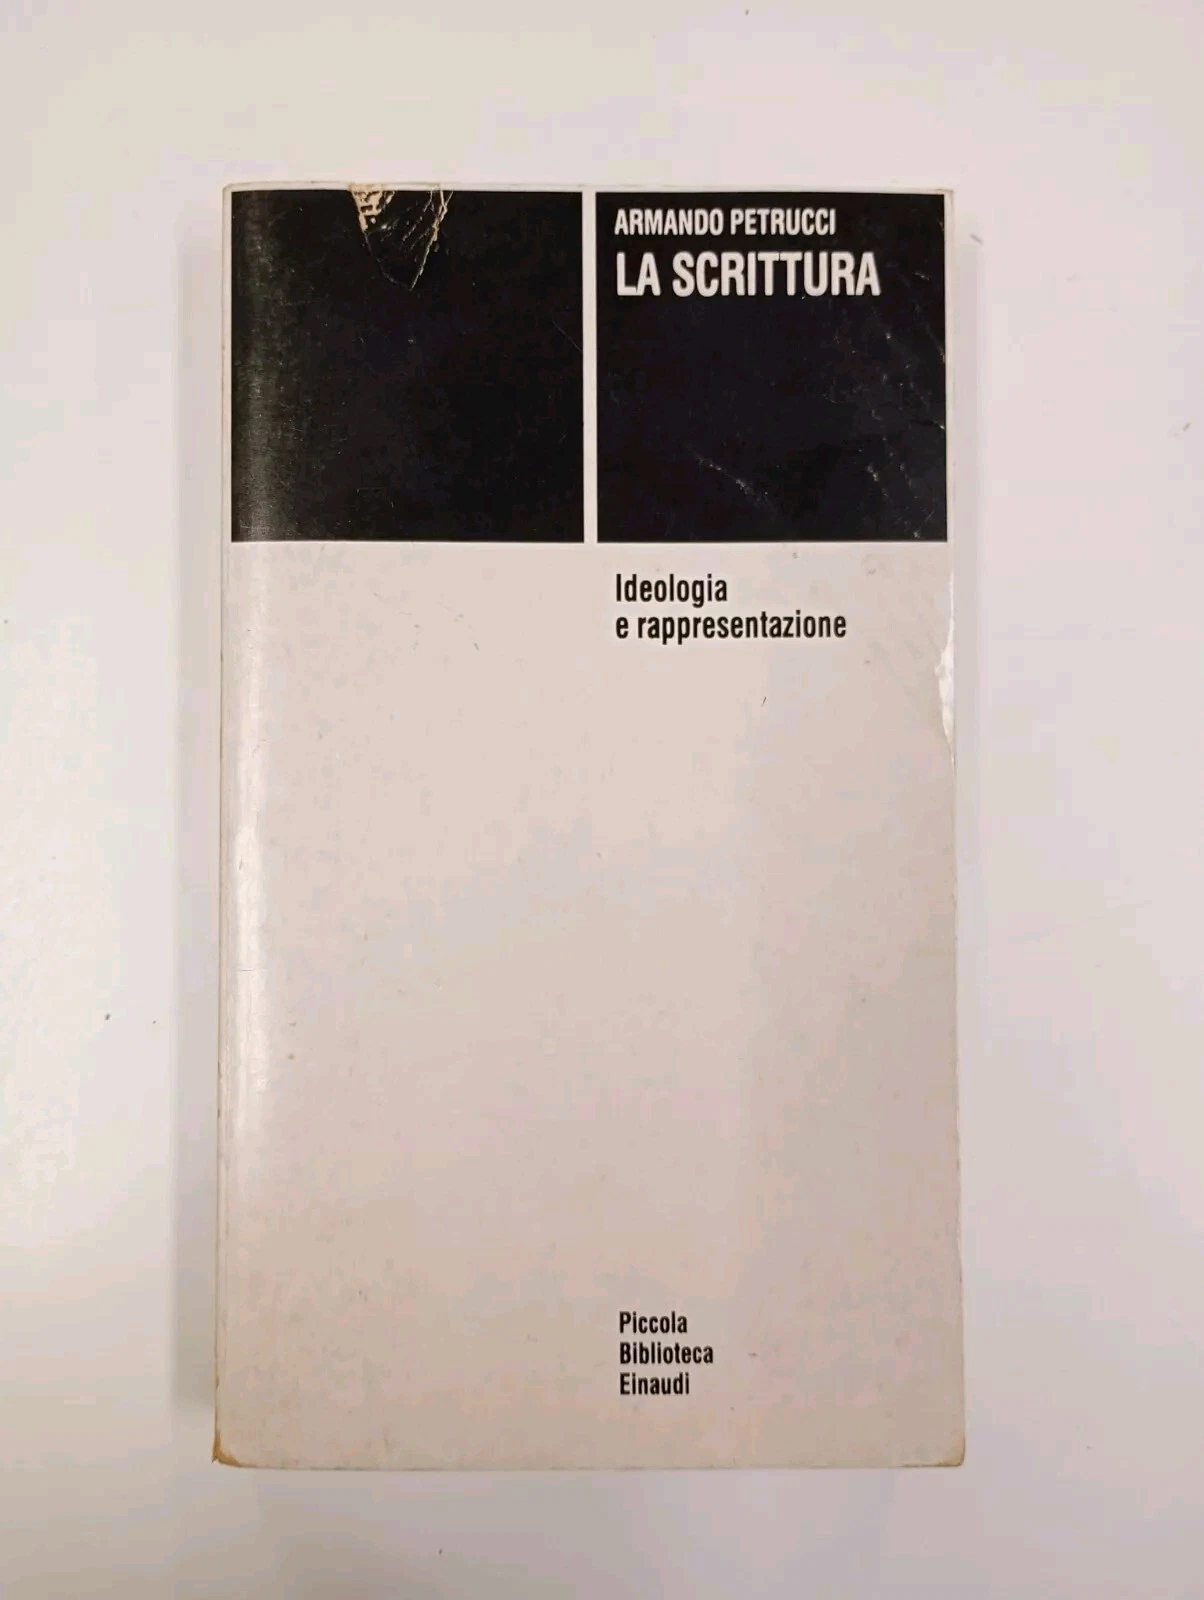 ARMANDO PETRUCCI
LA SCRITTURA
Ideologia
e rappresentazione
Piccola
Biblioteca
Einaudi